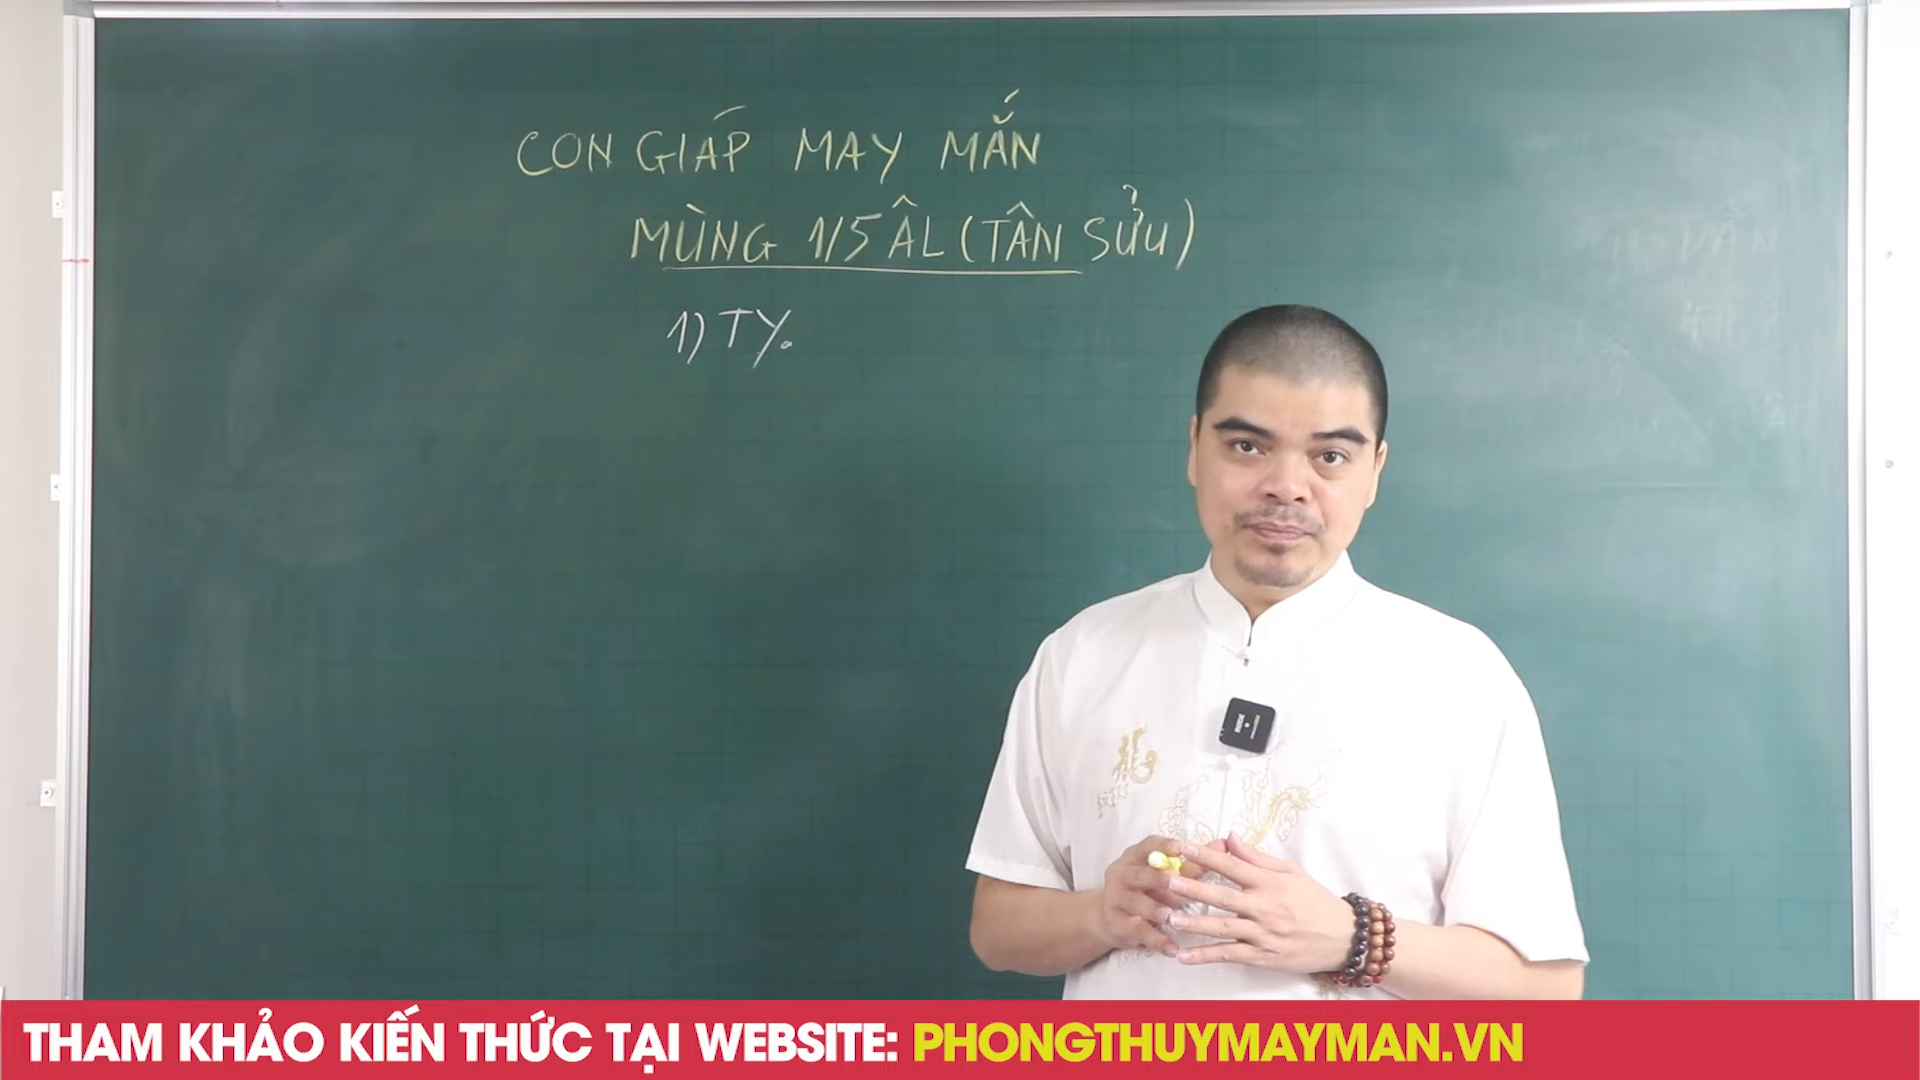 CON GIÁP MAY MẮN
MÙNG 1/5 ÂL (TÂN SỬU)
1) TỴ
THAM KHẢO KIẾN THỨC TẠI WEBSITE: PHONGTHUYMAYMAN.VN